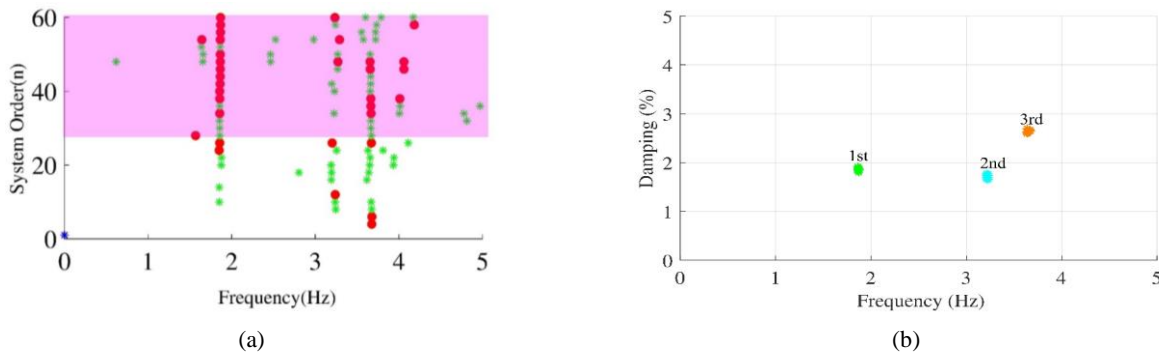 60
40
20
0
System Order(n)
0 1 2 3 4 5
Frequency(Hz)
(a)
5
4
3
2
1
0
Damping (%)
3rd
1st
2nd
0 1 2 3 4 5
Frequency (Hz)
(b)